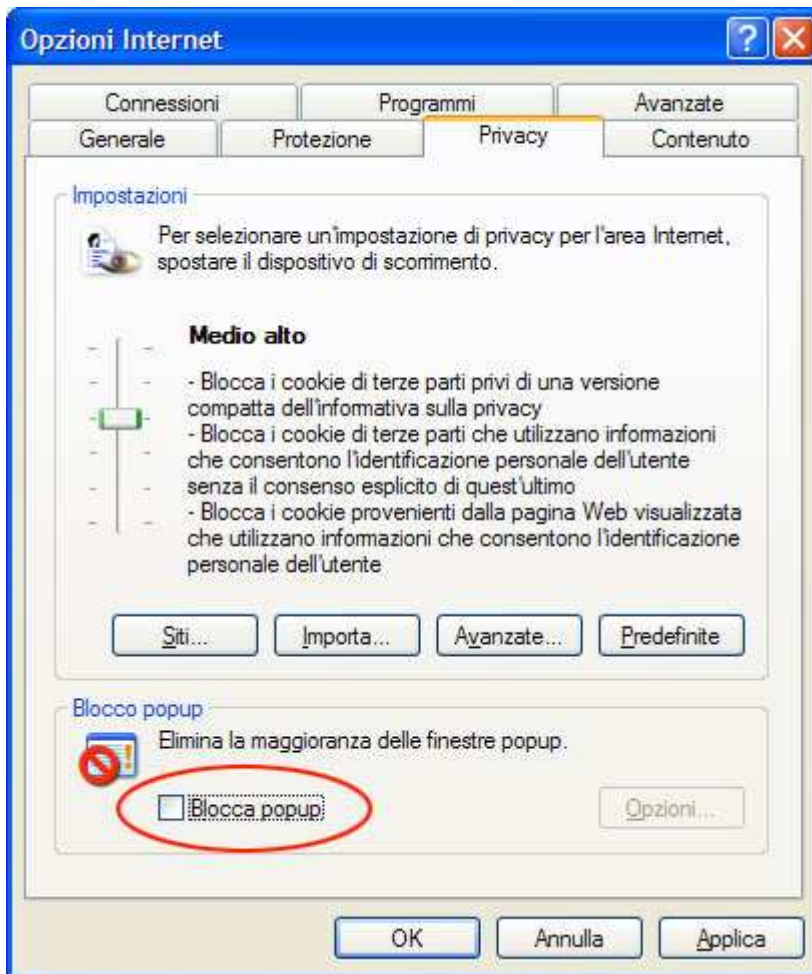 Opzioni Internet
Connessioni Programmi Avanzate
Generale Protezione Privacy Contenuto
Impostazioni
Per selezionare un'impostazione di privacy per l'area Internet,
spostare il dispositivo di scorrimento.
Medio alto
- Blocca i cookie di terze parti privi di una versione
compatta dell'informativa sulla privacy
- Blocca i cookie di terze parti che utilizzano informazioni
che consentono l'identificazione personale dell'utente
senza il consenso esplicito di quest'ultimo
- Blocca i cookie provenienti dalla pagina Web visualizzata
che utilizzano informazioni che consentono l'identificazione
personale dell'utente
Siti... Importa... Avanzate... Predefinite
Blocco popup
Elimina la maggioranza delle finestre popup.
Blocca popup Opzioni...
OK Annulla Applica